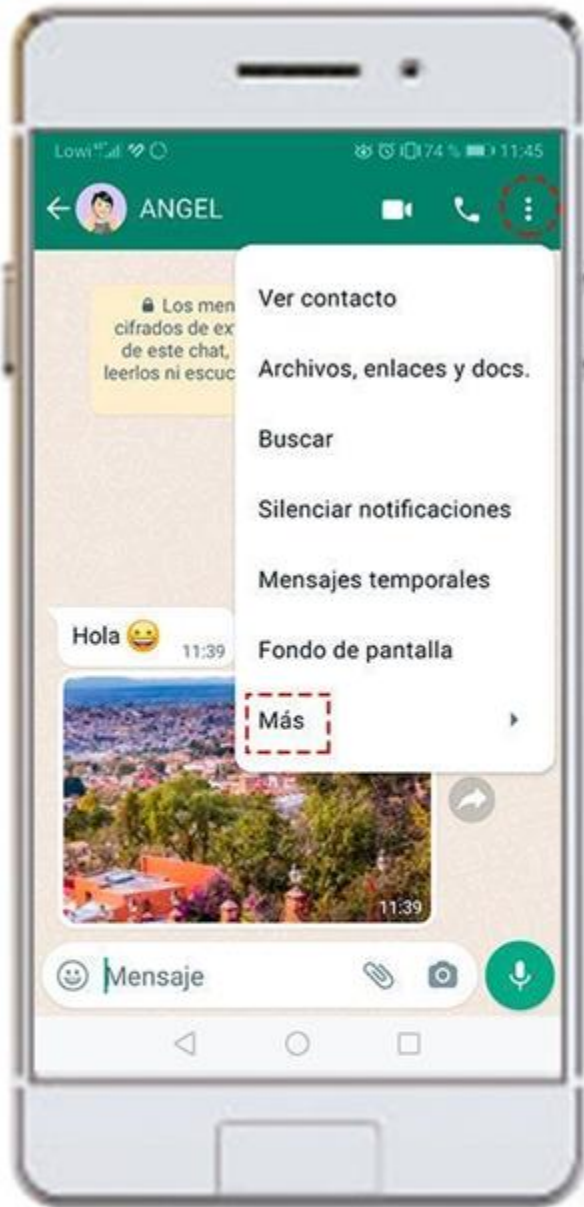 Lowi 74 % 11:45
ANGEL
Los men
cifrados de ex
de este chat,
leerlos ni escuc
Ver contacto
Archivos, enlaces y docs.
Buscar
Silenciar notificaciones
Mensajes temporales
Fondo de pantalla
Más
Hola 😀 11:39
11:39
Mensaje